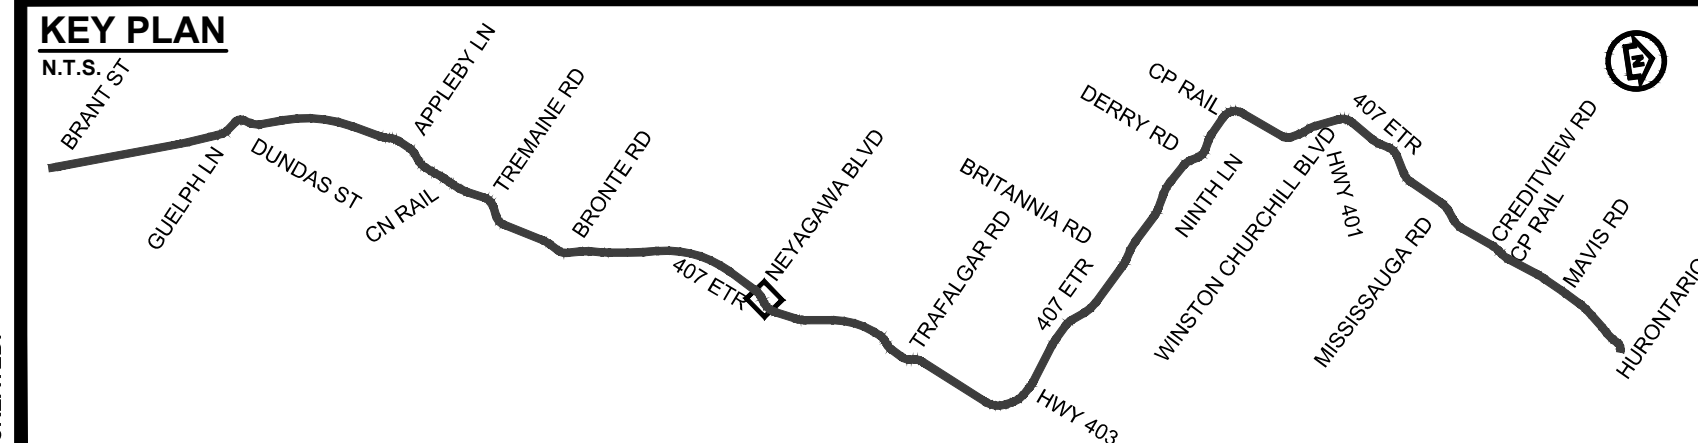 KEY PLAN
N.T.S.
BRANT ST
GUELPH LN
DUNDAS ST
CN RAIL
APPLEBY LN
TREMAINE RD
BRONTE RD
407 ETR
NEYAGAWA BLVD
TRAFALGAR RD
BRITANNIA RD
407 ETR
HWY 403
DERRY RD
CP RAIL
NINTH LN
WINSTON CHURCHILL BLVD
HWY 401
407 ETR
MISSISSAUGA RD
CREDITVIEW RD
CP RAIL
MAVIS RD
HURONTARIO
N